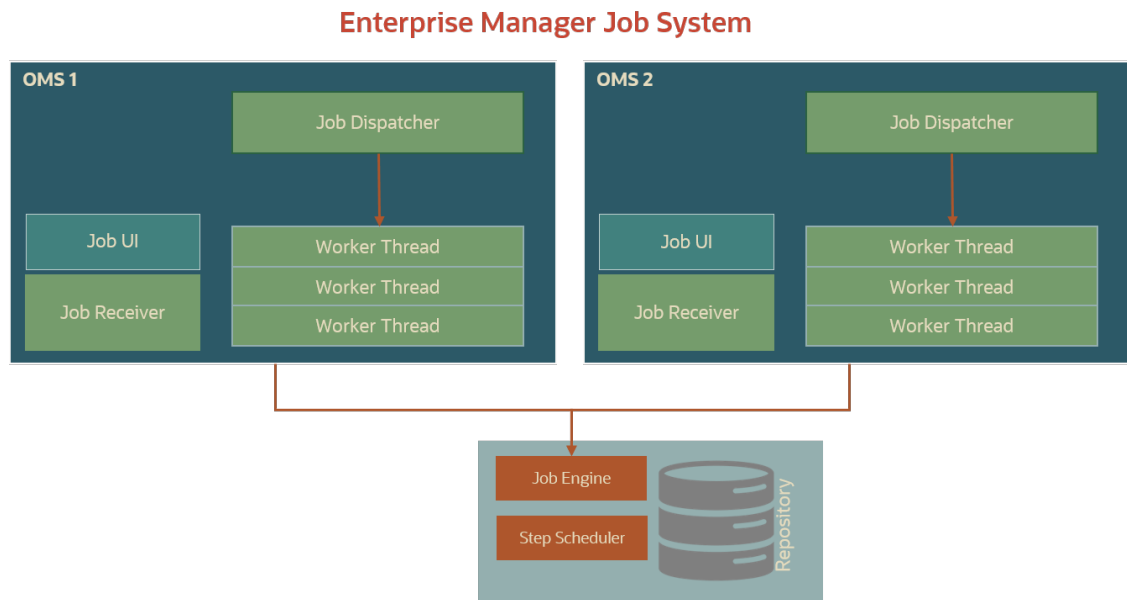 Enterprise Manager Job System
OMS 1
Job Dispatcher
Job UI
Job Receiver
Worker Thread
Worker Thread
Worker Thread
OMS 2
Job Dispatcher
Job UI
Job Receiver
Worker Thread
Worker Thread
Worker Thread
Job Engine
Step Scheduler
Repository